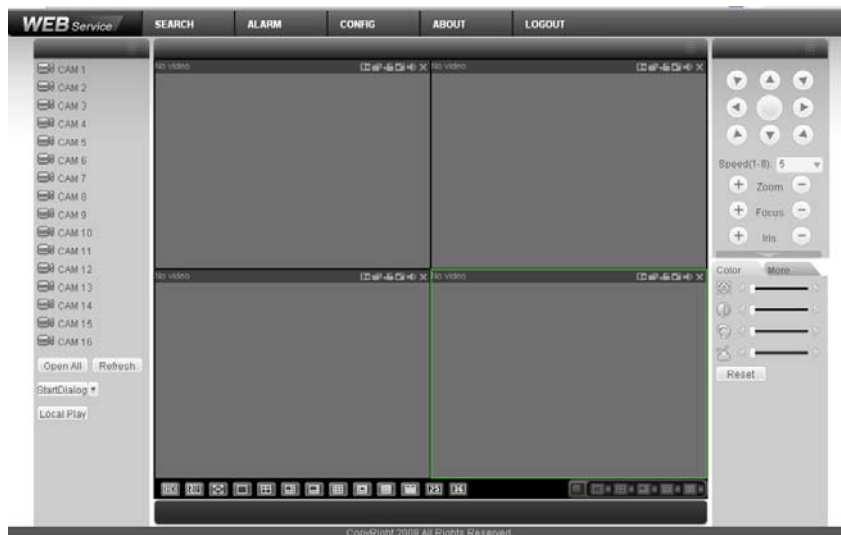 WEB Service SEARCH ALARM CONFIG ABOUT LOGOUT
CAM 1
CAM 2
CAM 3
CAM 4
CAM 5
CAM 6
CAM 7
CAM 8
CAM 9
CAM 10
CAM 11
CAM 12
CAM 13
CAM 14
CAM 15
CAM 16
Open All Refresh
StartDialog
Local Play
No video
No video
No video
No video
25 36
Speed(1-8) 5
Zoom
Focus
Iris
Color More
Reset
CopyRight 2008 All Rights Reserved